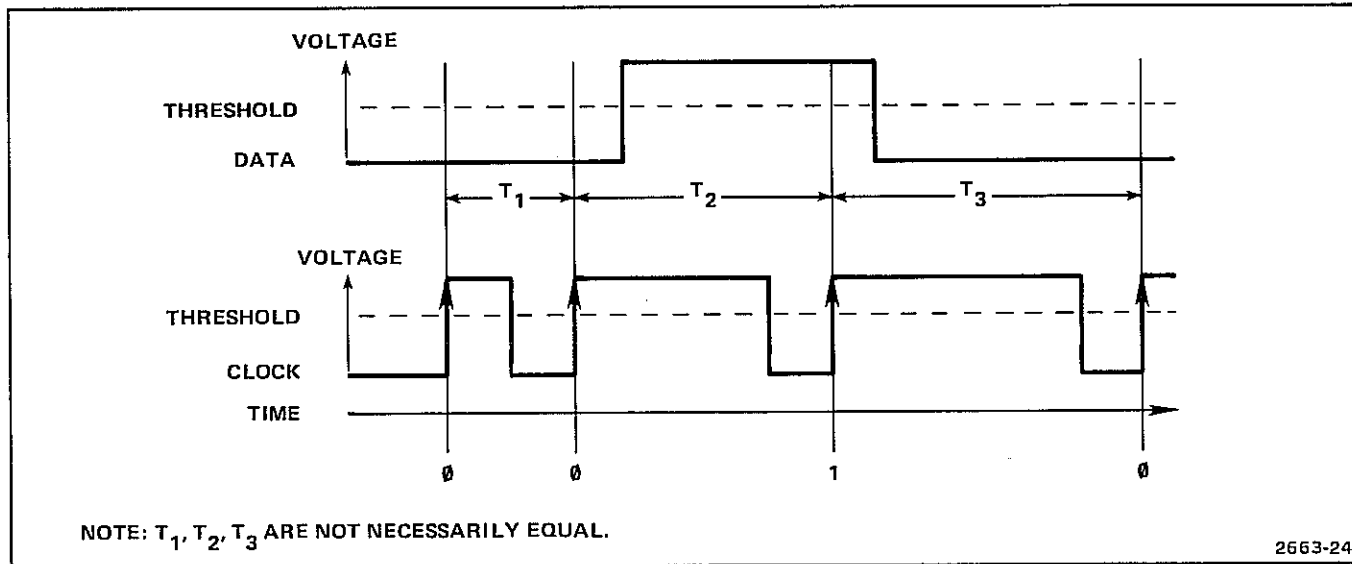 VOLTAGE
THRESHOLD
DATA
T1 T2 T3
VOLTAGE
THRESHOLD
CLOCK
TIME
Ø Ø 1 Ø
NOTE: T1, T2, T3 ARE NOT NECESSARILY EQUAL.
2663-24